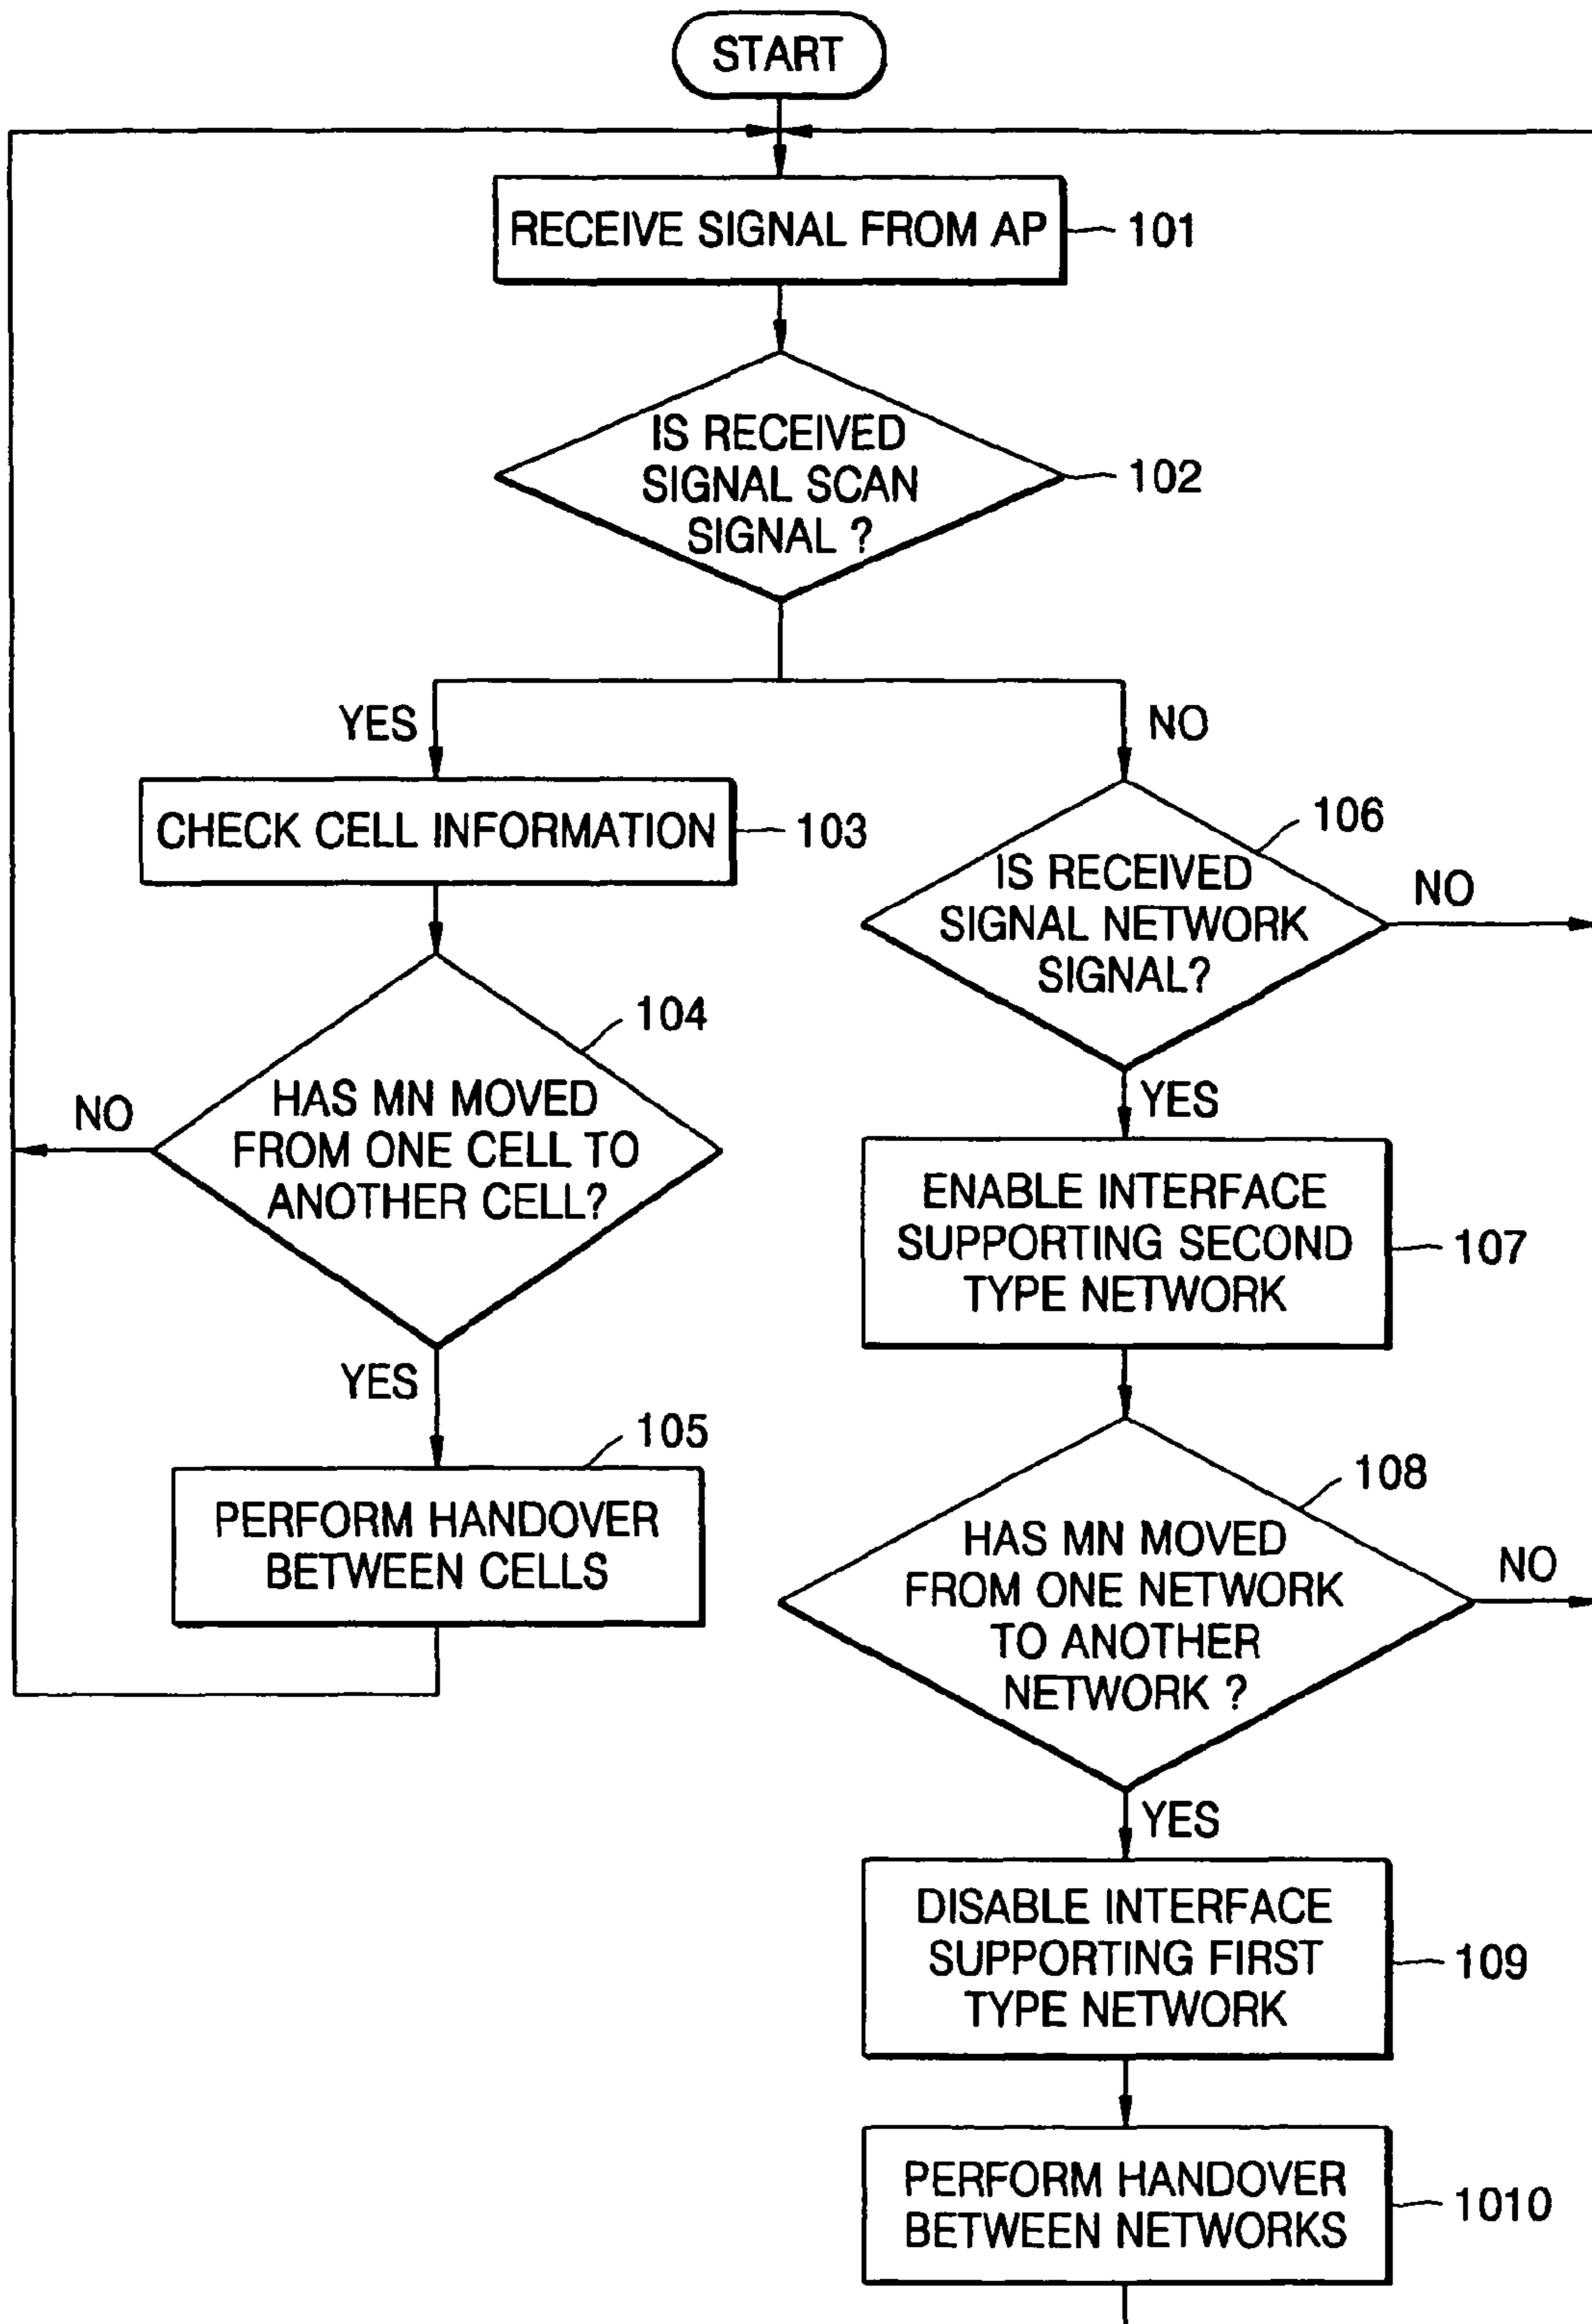 START
RECEIVE SIGNAL FROM AP
101
IS RECEIVED
SIGNAL SCAN
SIGNAL ?
102
YES
NO
CHECK CELL INFORMATION
103
106
IS RECEIVED
SIGNAL NETWORK
SIGNAL?
NO
104
HAS MN MOVED
FROM ONE CELL TO
ANOTHER CELL?
NO
YES
YES
ENABLE INTERFACE
SUPPORTING SECOND
TYPE NETWORK
107
105
PERFORM HANDOVER
BETWEEN CELLS
108
HAS MN MOVED
FROM ONE NETWORK
TO ANOTHER
NETWORK ?
NO
YES
DISABLE INTERFACE
SUPPORTING FIRST
TYPE NETWORK
109
PERFORM HANDOVER
BETWEEN NETWORKS
1010